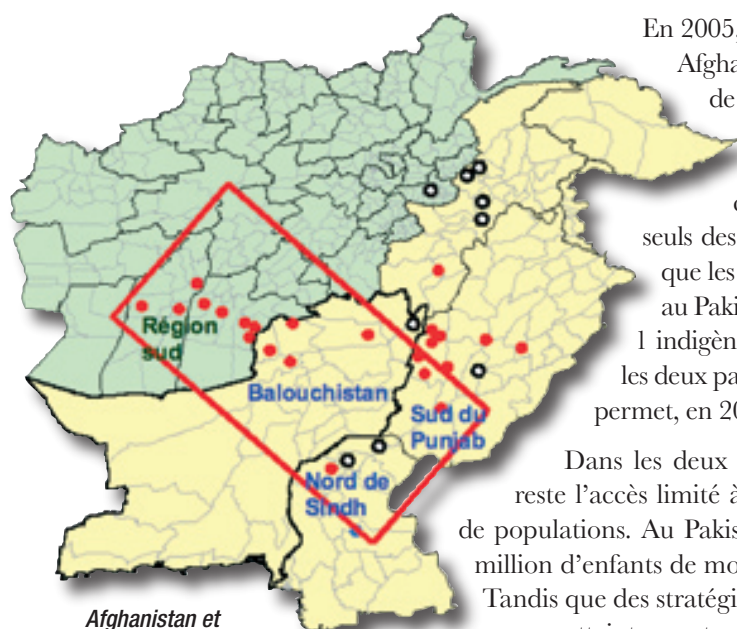 En 2005,
Afgha
de
seuls des
que les
au Paki
1 indigèn
les deux pa
permet, en 20
Région
sud
Balouchistan
Sud du
Punjab
Nord de
Sindh
Dans les deux
reste l’accès limité à
de populations. Au Pakis
million d’enfants de mo
Tandis que des stratégi
Afghanistan et